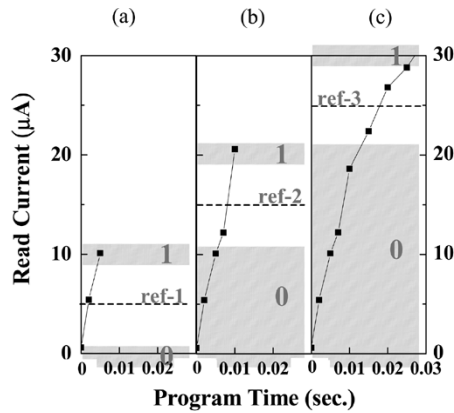 (a) (b) (c)
30 30
1
ref-3
1
20 20
ref-2
1 0
10 10
0
ref-1
0
0 0
0 0.01 0.02 0 0.01 0.02 0 0.01 0.02 0.03
Read Current (μA)
Program Time (sec.)